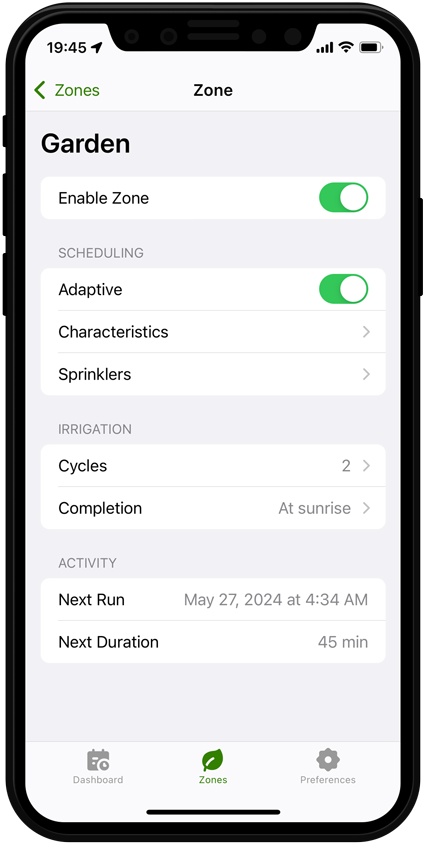 19:45
Zones
Zone
Garden
Enable Zone
SCHEDULING
Adaptive
Characteristics
Sprinklers
IRRIGATION
Cycles 2
Completion At sunrise
ACTIVITY
Next Run May 27, 2024 at 4:34 AM
Next Duration 45 min
Dashboard Zones Preferences